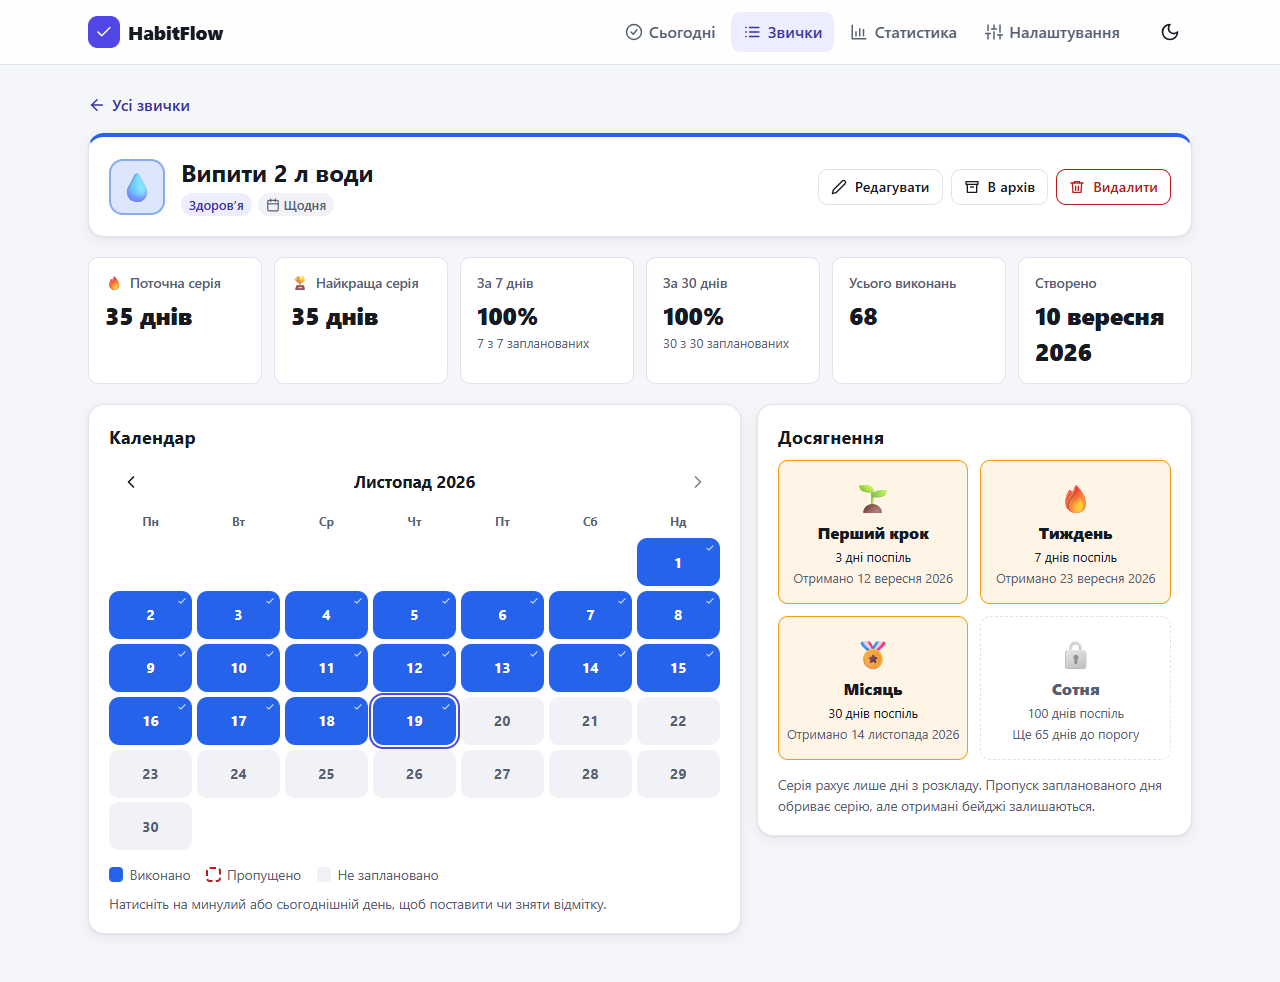 HabitFlow
Сьогодні
Звички
Статистика
Налаштування
Усі звички
Випити 2 л води
Здоров’я
Щодня
Редагувати
В архів
Видалити
Поточна серія
35 днів
Найкраща серія
35 днів
За 7 днів
100%
7 з 7 запланованих
За 30 днів
100%
30 з 30 запланованих
Усього виконань
68
Створено
10 вересня
2026
Календар
Листопад 2026
Пн Вт Ср Чт Пт Сб Нд
1
2 3 4 5 6 7 8
9 10 11 12 13 14 15
16 17 18 19 20 21 22
23 24 25 26 27 28 29
30
Виконано Пропущено Не заплановано
Натисніть на минулий або сьогоднішній день, щоб поставити чи зняти відмітку.
Досягнення
Перший крок
3 дні поспіль
Отримано 12 вересня 2026
Тиждень
7 днів поспіль
Отримано 23 вересня 2026
Місяць
30 днів поспіль
Отримано 14 листопада 2026
Сотня
100 днів поспіль
Ще 65 днів до порогу
Серія рахує лише дні з розкладу. Пропуск запланованого дня
обриває серію, але отримані бейджі залишаються.